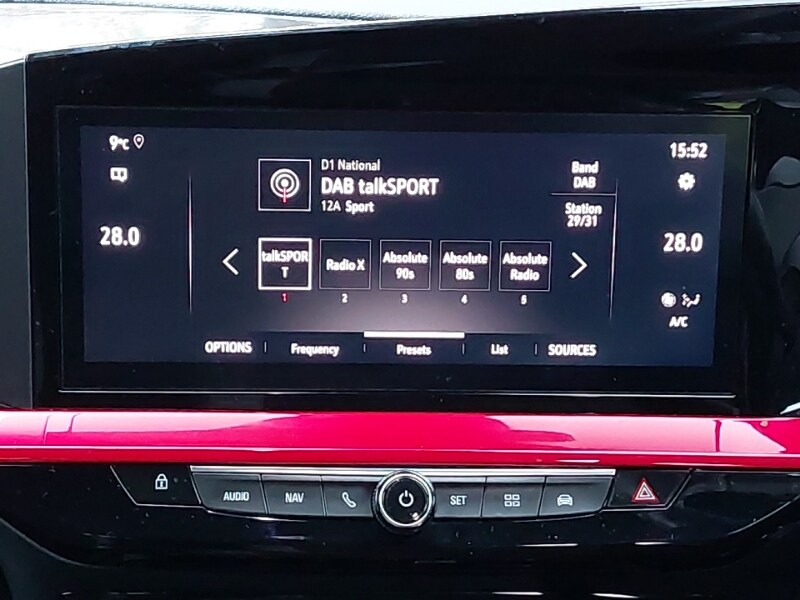 9°C
28.0
D1 National
DAB talkSPORT
12A Sport
Band
DAB
Station
29/31
15:52
28.0
A/C
talkSPOR
T
1
Radio X
2
Absolute
90s
3
Absolute
80s
4
Absolute
Radio
5
OPTIONS
Frequency
Presets
List
SOURCES
AUDIO
NAV
SET